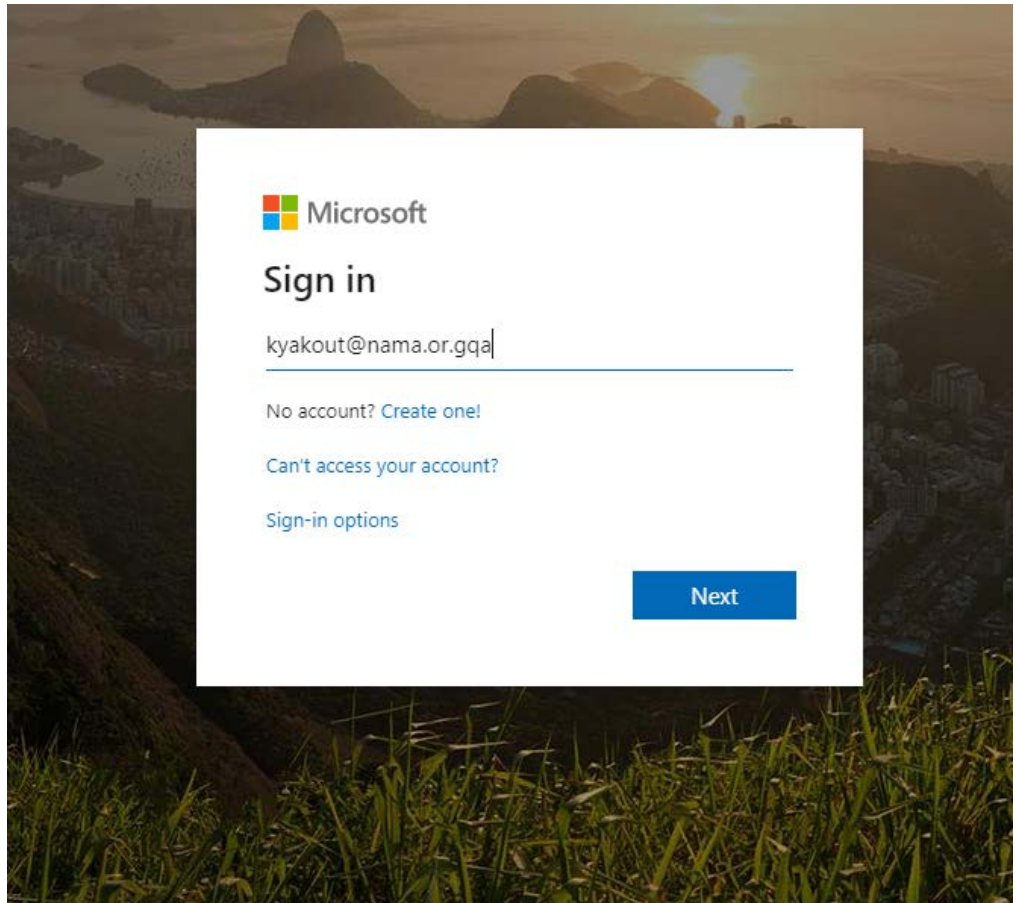 Microsoft
Sign in
kyakout@nama.or.gqa
No account? Create one!
Can't access your account?
Sign-in options
Next